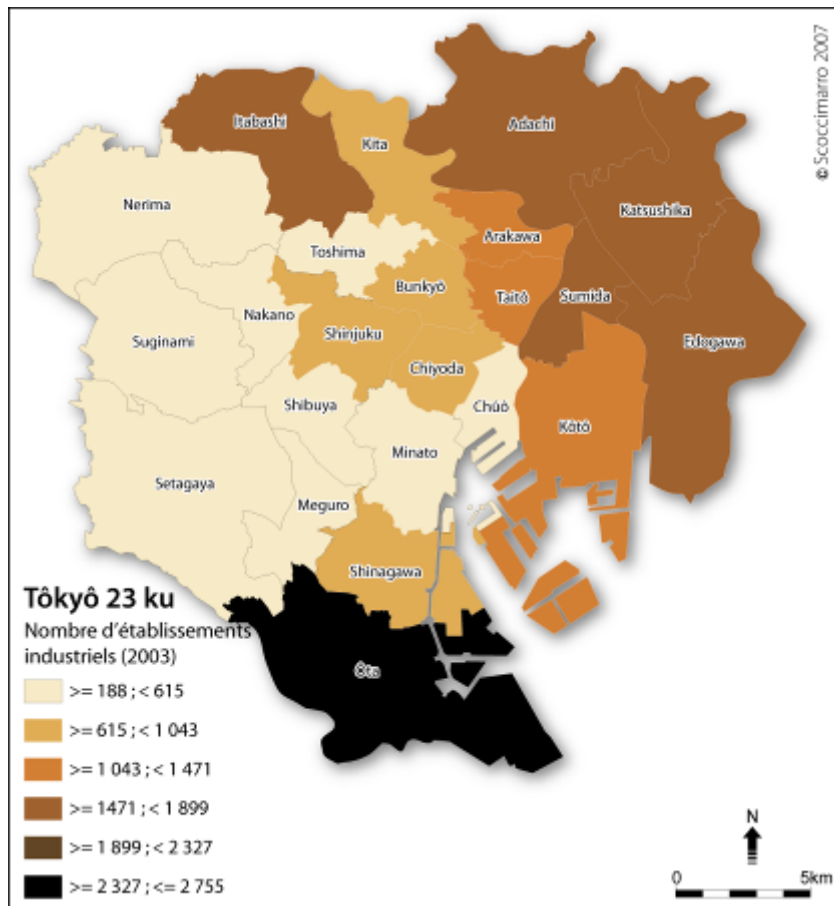 © Scoccimarro 2007
Itabashi
Adachi
Kita
Nerima
Katsushika
Arakawa
Toshima
Bunkyô
Taitô
Sumida
Nakano
Shinjuku
Suginami
Edogawa
Chiyoda
Shibuya
Chûô
Kôtô
Minato
Setagaya
Meguro
Shinagawa
Ôta
Tôkyô 23 ku
Nombre d'établissements
industriels (2003)
>= 188 ; < 615
>= 615 ; < 1 043
>= 1 043 ; < 1 471
>= 1471 ; < 1 899
>= 1 899 ; < 2 327
>= 2 327 ; <= 2 755
N
0 5km